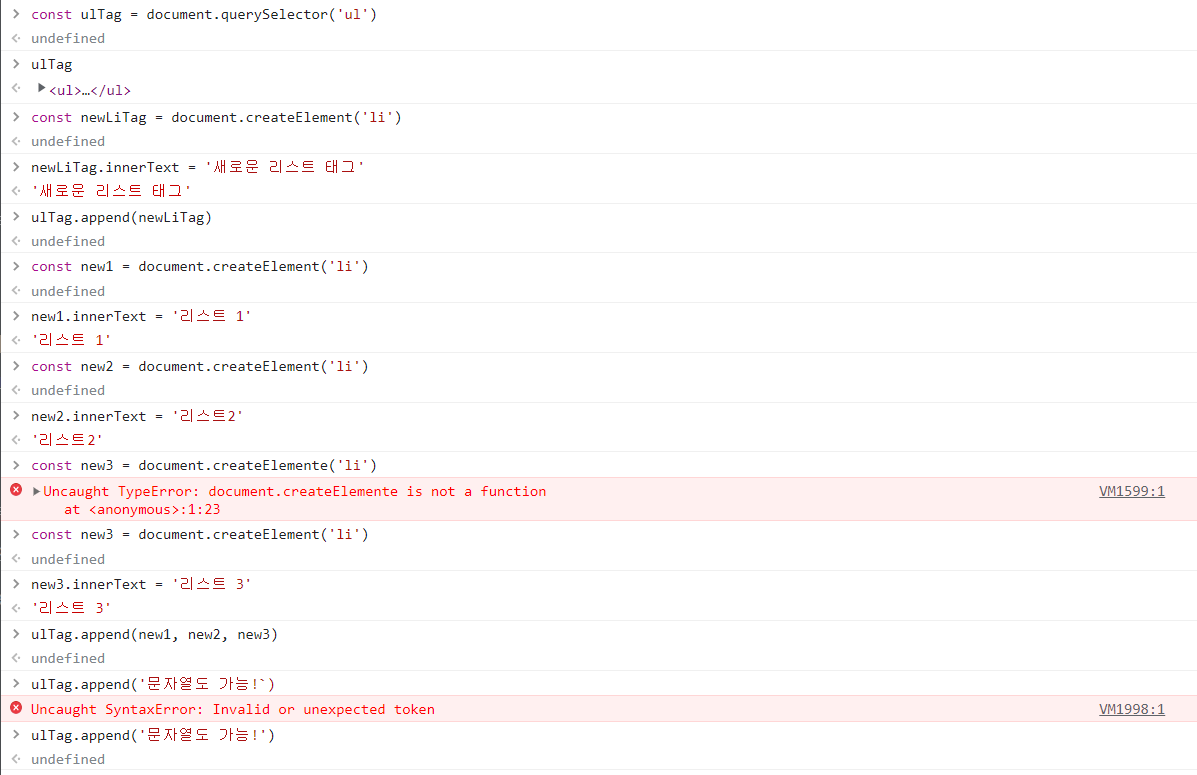 > const ulTag = document.querySelector('ul')
<· undefined
> ulTag
<· ▶<ul>…</ul>
> const newLiTag = document.createElement('li')
<· undefined
> newLiTag.innerText = '새로운 리스트 태그'
<· '새로운 리스트 태그'
> ulTag.append(newLiTag)
<· undefined
> const new1 = document.createElement('li')
<· undefined
> new1.innerText = '리스트 1'
<· '리스트 1'
> const new2 = document.createElement('li')
<· undefined
> new2.innerText = '리스트2'
<· '리스트2'
> const new3 = document.createElemente('li')
▶Uncaught TypeError: document.createElemente is not a function VM1599:1
at <anonymous>:1:23
> const new3 = document.createElement('li')
<· undefined
> new3.innerText = '리스트 3'
<· '리스트 3'
> ulTag.append(new1, new2, new3)
<· undefined
> ulTag.append('문자열도 가능!`)
Uncaught SyntaxError: Invalid or unexpected token VM1998:1
> ulTag.append('문자열도 가능!')
<· undefined